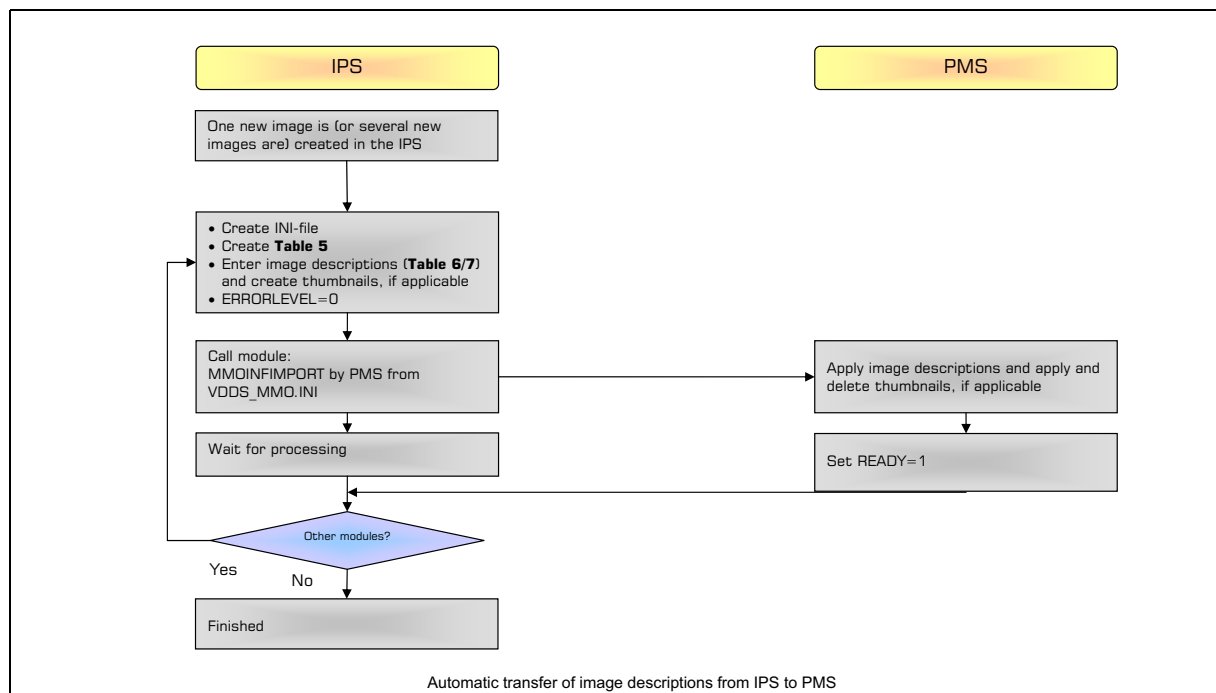 IPS
PMS
One new image is (or several new
images are) created in the IPS
• Create INI-file
• Create Table 5
• Enter image descriptions (Table 6/7)
and create thumbnails, if applicable
• ERRORLEVEL=0
Call module:
MMOINFIMPORT by PMS from
VDDS_MMO.INI
Apply image descriptions and apply and
delete thumbnails, if applicable
Wait for processing
Set READY=1
Other modules?
Yes
No
Finished
Automatic transfer of image descriptions from IPS to PMS